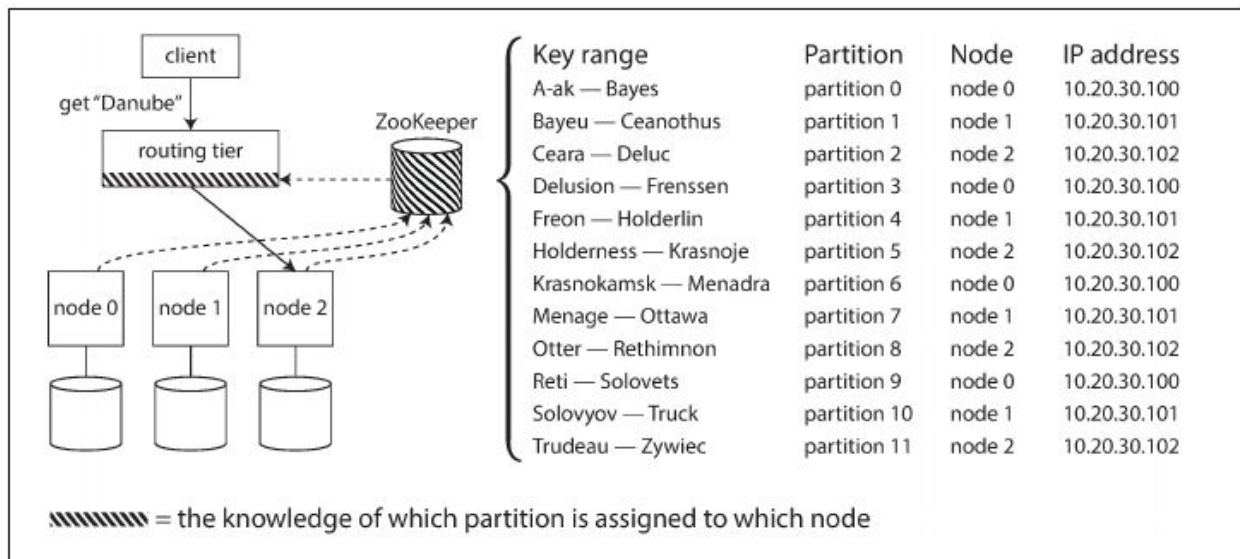 client
get “Danube”
routing tier
ZooKeeper
node 0
node 1
node 2
Key range Partition Node IP address
A-ak — Bayes partition 0 node 0 10.20.30.100
Bayeu — Ceanothus partition 1 node 1 10.20.30.101
Ceara — Deluc partition 2 node 2 10.20.30.102
Delusion — Frenssen partition 3 node 0 10.20.30.100
Freon — Holderlin partition 4 node 1 10.20.30.101
Holderness — Krasnoje partition 5 node 2 10.20.30.102
Krasnokamsk — Menadra partition 6 node 0 10.20.30.100
Menage — Ottawa partition 7 node 1 10.20.30.101
Otter — Rethimnon partition 8 node 2 10.20.30.102
Reti — Solovets partition 9 node 0 10.20.30.100
Solovyov — Truck partition 10 node 1 10.20.30.101
Trudeau — Zywiec partition 11 node 2 10.20.30.102
= the knowledge of which partition is assigned to which node